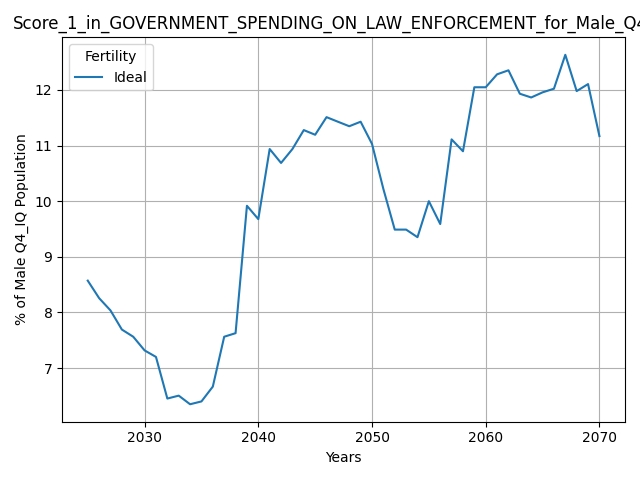 Score_1_in_GOVERNMENT_SPENDING_ON_LAW_ENFORCEMENT_for_Male_Q4
Fertility
Ideal
% of Male Q4_IQ Population
12
11
10
9
8
7
2030 2040 2050 2060 2070
Years